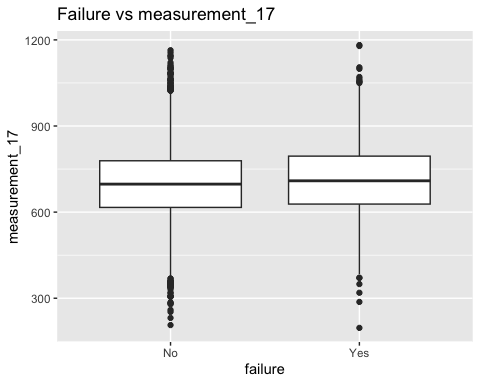 Failure vs measurement_17
1200
900
600
300
measurement_17
No
Yes
failure